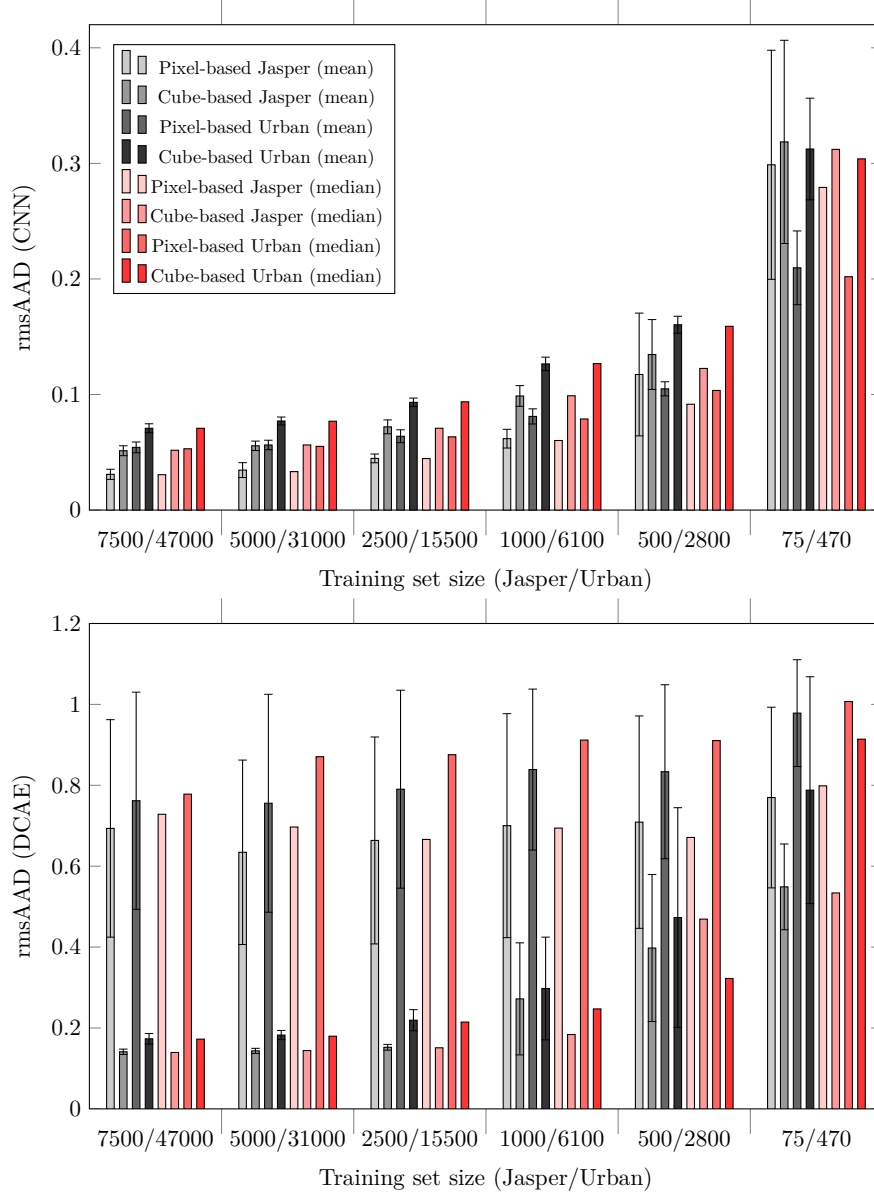 0.4
0.3
0.2
0.1
0
rmsAAD (CNN)
Pixel-based Jasper (mean)
Cube-based Jasper (mean)
Pixel-based Urban (mean)
Cube-based Urban (mean)
Pixel-based Jasper (median)
Cube-based Jasper (median)
Pixel-based Urban (median)
Cube-based Urban (median)
7500/47000 5000/31000 2500/15500 1000/6100 500/2800 75/470
Training set size (Jasper/Urban)
1.2
1
0.8
0.6
0.4
0.2
0
rmsAAD (DCAE)
7500/47000 5000/31000 2500/15500 1000/6100 500/2800 75/470
Training set size (Jasper/Urban)